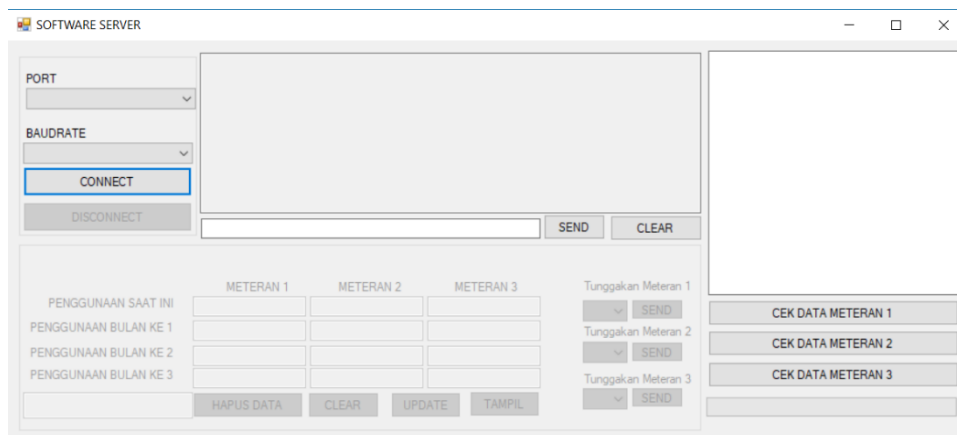 SOFTWARE SERVER
PORT
BAUDRATE
CONNECT
DISCONNECT
SEND CLEAR
METERAN 1 METERAN 2 METERAN 3
PENGGUNAAN SAAT INI
PENGGUNAAN BULAN KE 1
PENGGUNAAN BULAN KE 2
PENGGUNAAN BULAN KE 3
HAPUS DATA CLEAR UPDATE TAMPIL
Tunggakan Meteran 1
SEND
Tunggakan Meteran 2
SEND
Tunggakan Meteran 3
SEND
CEK DATA METERAN 1
CEK DATA METERAN 2
CEK DATA METERAN 3